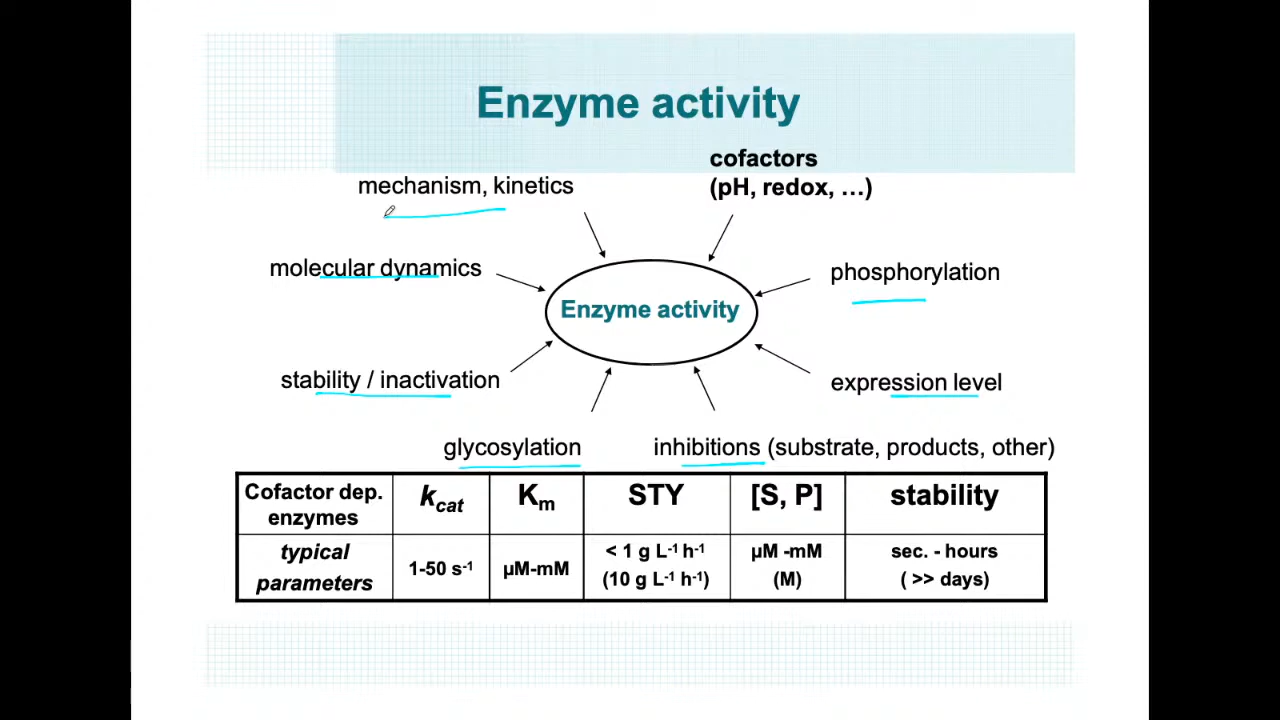 Enzyme activity
cofactors
(pH, redox, …)
mechanism, kinetics
molecular dynamics
phosphorylation
Enzyme activity
stability / inactivation
expression level
glycosylation
inhibitions (substrate, products, other)
Cofactor dep. enzymes
k_cat
K_m
STY
[S, P]
stability
typical parameters
1-50 s⁻¹
µM-mM
< 1 g L⁻¹ h⁻¹
(10 g L⁻¹ h⁻¹)
µM -mM
(M)
sec. - hours
( >> days)